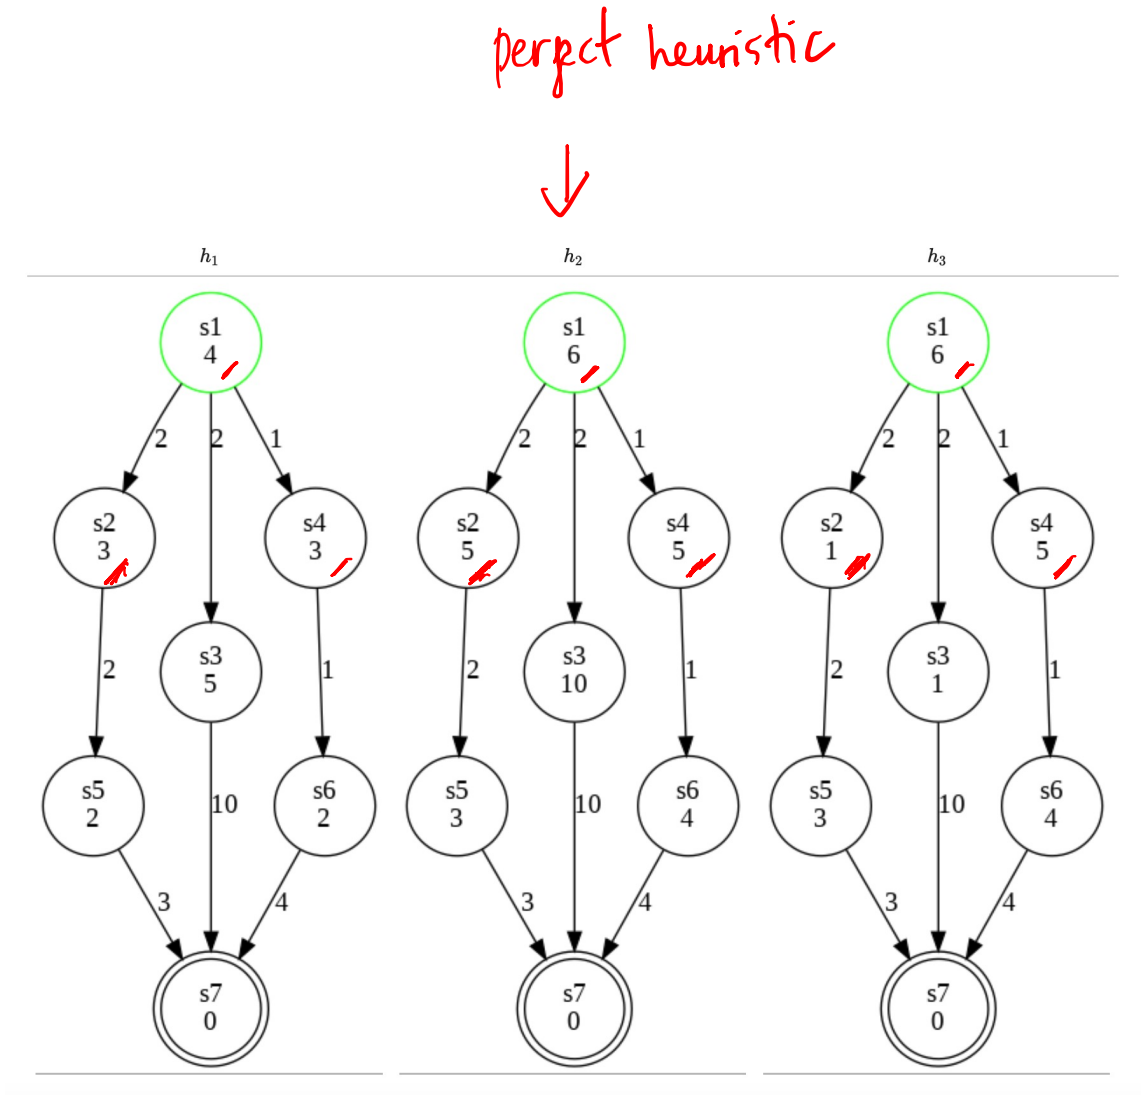 perfect heuristic
h₁ h₂ h₃
s1 s1 s1
4 6 6
2 2 1 2 2 1 2 2 1
s2 s4 s2 s4 s2 s4
3 3 5 5 1 5
s3 s3 s3
2 5 1 2 10 1 2 1 1
s5 s6 s5 s6 s5 s6
2 10 2 3 10 4 3 10 4
3 4 3 4 3 4
s7 s7 s7
0 0 0